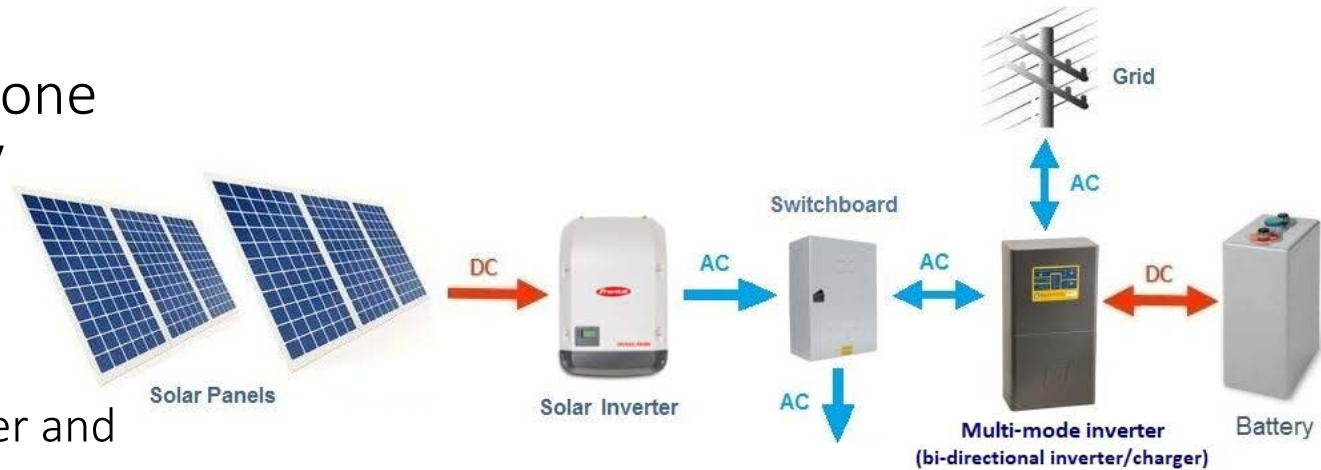 one
Solar Panels
er and
DC
Fronius
Solar Inverter
AC
Switchboard
AC
AC
Grid
AC
Multi-mode inverter
(bi-directional inverter/charger)
DC
Battery